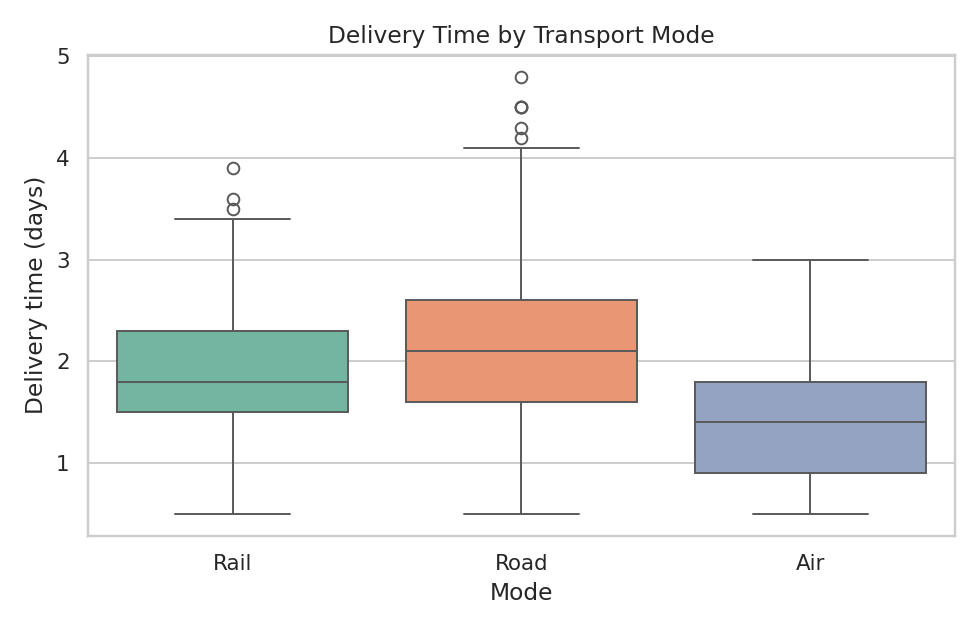 Delivery Time by Transport Mode
Delivery time (days)
5
4
3
2
1
Rail
Road
Air
Mode